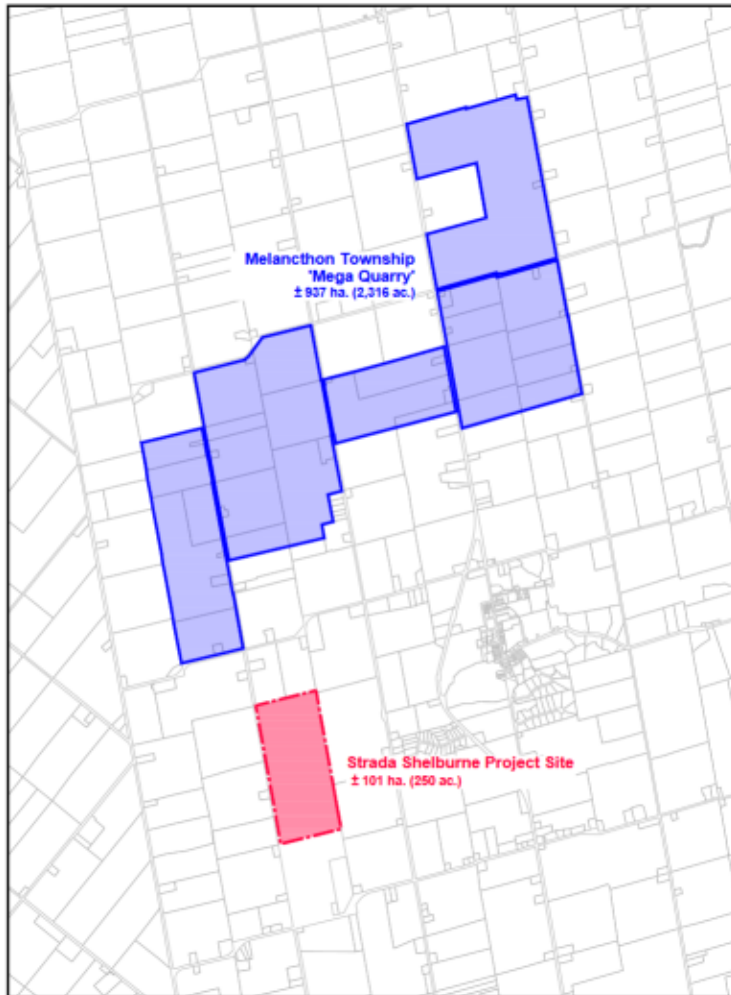 Melancthon Township
"Mega Quarry"
± 937 ha. (2,316 ac.)
Strada Shelburne Project Site
± 101 ha. (250 ac.)